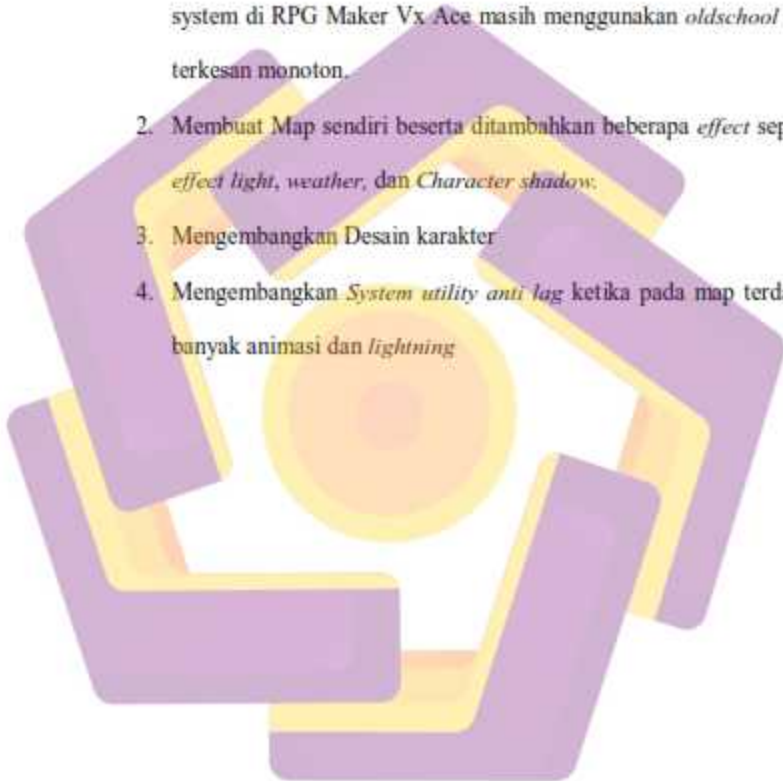 system di RPG Maker Vx Ace masih menggunakan oldschool
terkesan monoton.
2. Membuat Map sendiri beserta ditambahkan beberapa effect
effect light, weather, dan Character shadow.
3. Mengembangkan Desain karakter
4. Mengembangkan System utility anti lag ketika pada map
banyak animasi dan lightning